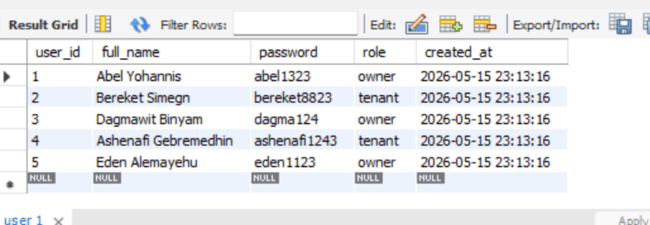 Result Grid Filter Rows: Edit: Export/Import:
user_id full_name password role created_at
1 Abel Yohannis abel1323 owner 2026-05-15 23:13:16
2 Bereket Simegn bereket8823 tenant 2026-05-15 23:13:16
3 Dagmawit Binyam dagma124 owner 2026-05-15 23:13:16
4 Ashenafi Gebremedhin ashenafi1243 tenant 2026-05-15 23:13:16
5 Eden Alemayehu eden1123 owner 2026-05-15 23:13:16
NULL NULL NULL NULL NULL
user 1 Apply